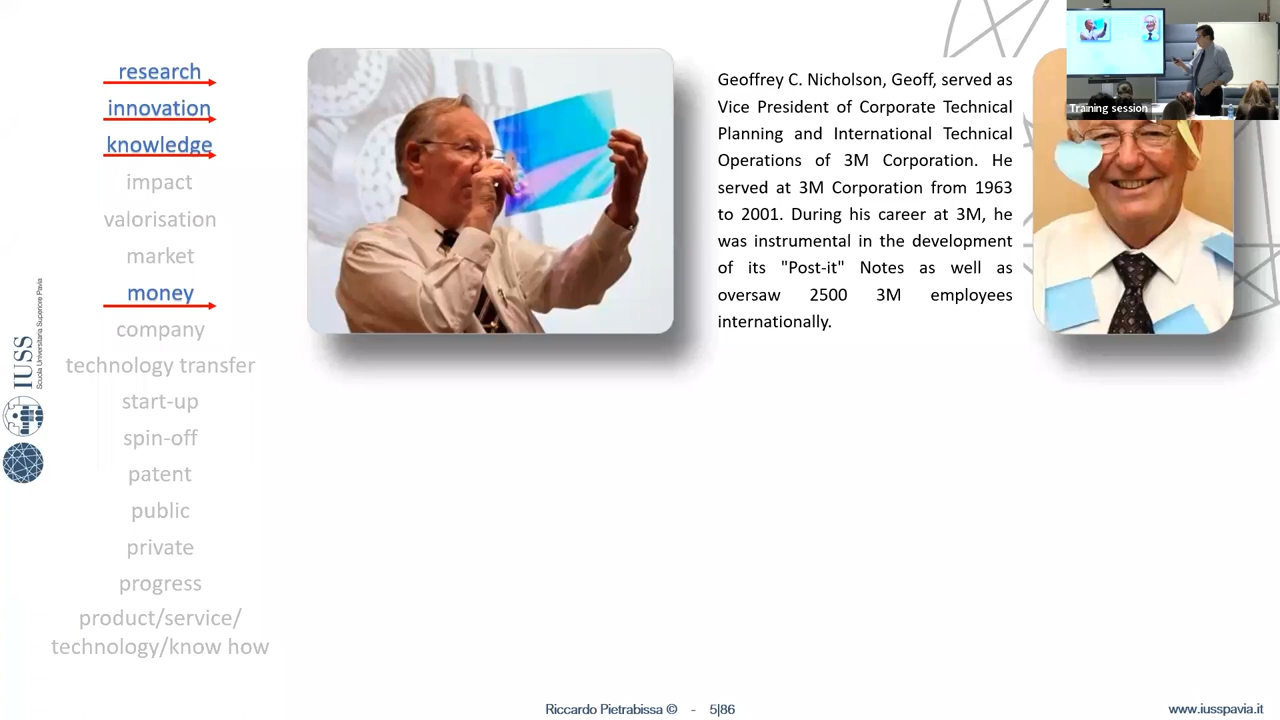 research
innovation
knowledge
impact
valorisation
market
money
company
technology transfer
start-up
spin-off
patent
public
private
progress
product/service/
technology/know how
IUSS
Scuola Universitaria Superiore Pavia
Geoffrey C. Nicholson, Geoff, served as
Vice President of Corporate Technical
Planning and International Technical
Operations of 3M Corporation. He
served at 3M Corporation from 1963
to 2001. During his career at 3M, he
was instrumental in the development
of its "Post-it" Notes as well as
oversaw 2500 3M employees
internationally.
Training session
Riccardo Pietrabissa © - 5|86
www.iusspavia.it